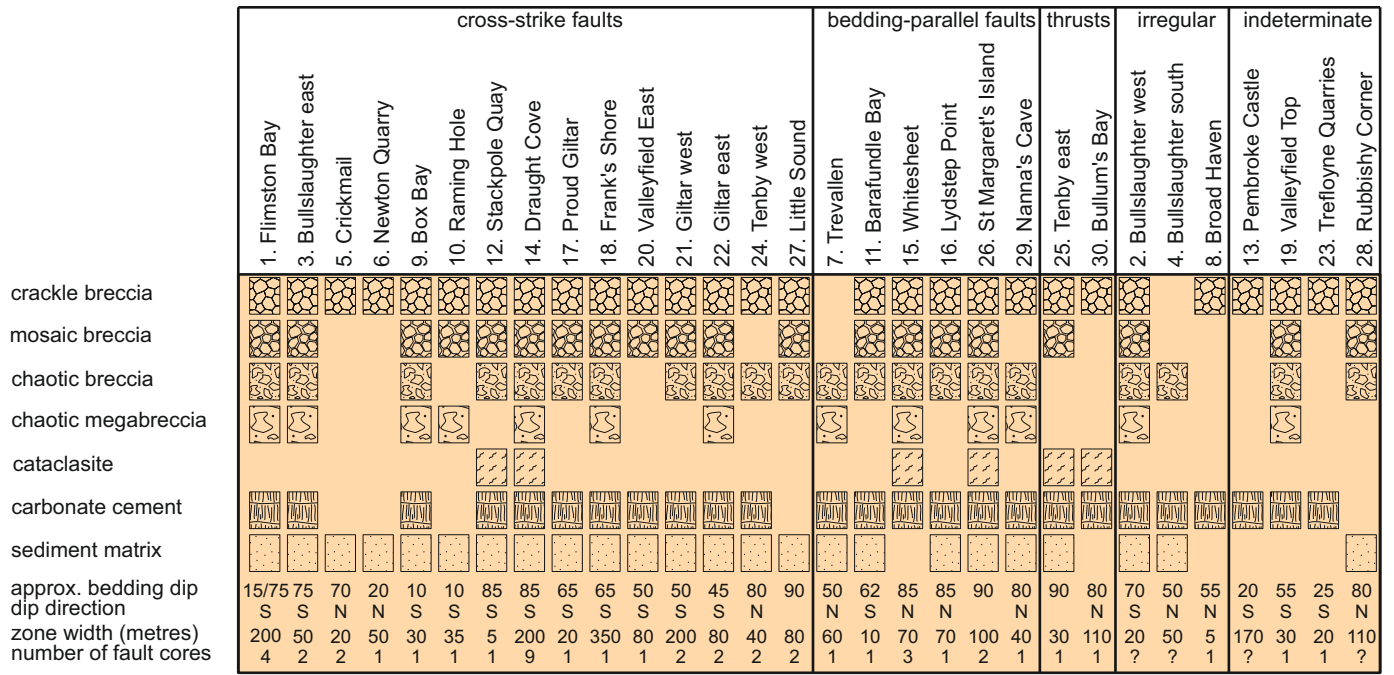 cross-strike faults bedding-parallel faults thrusts irregular indeterminate
1. Flimston Bay
3. Bullslaughter east
5. Crickmail
6. Newton Quarry
9. Box Bay
10. Raming Hole
12. Stackpole Quay
14. Draught Cove
17. Proud Giltar
18. Frank's Shore
20. Valleyfield East
21. Giltar west
22. Giltar east
24. Tenby west
27. Little Sound
7. Trevallen
11. Barafundle Bay
15. Whitesheet
16. Lydstep Point
26. St Margaret's Island
29. Nanna's Cave
25. Tenby east
30. Bullum's Bay
2. Bullslaughter west
4. Bullslaughter south
8. Broad Haven
13. Pembroke Castle
19. Valleyfield Top
23. Trefloyne Quarries
28. Rubbishy Corner
crackle breccia
mosaic breccia
chaotic breccia
chaotic megabreccia
cataclasite
carbonate cement
sediment matrix
approx. bedding dip 15/75 75 70 20 10 10 85 85 65 65 50 50 45 80 90 50 62 85 85 90 80 90 80 70 50 55 20 55 25 80
dip direction S N N S S S S S S S S S N N S N N N N S N N S S S N
zone width (metres) 200 50 20 50 30 35 5 200 20 350 80 200 80 40 80 60 10 70 70 100 40 30 110 20 50 5 170 30 20 110
number of fault cores 4 2 2 1 1 1 1 9 1 1 1 2 2 2 2 1 1 3 1 2 1 1 1 ? ? 1 ? 1 1 ?